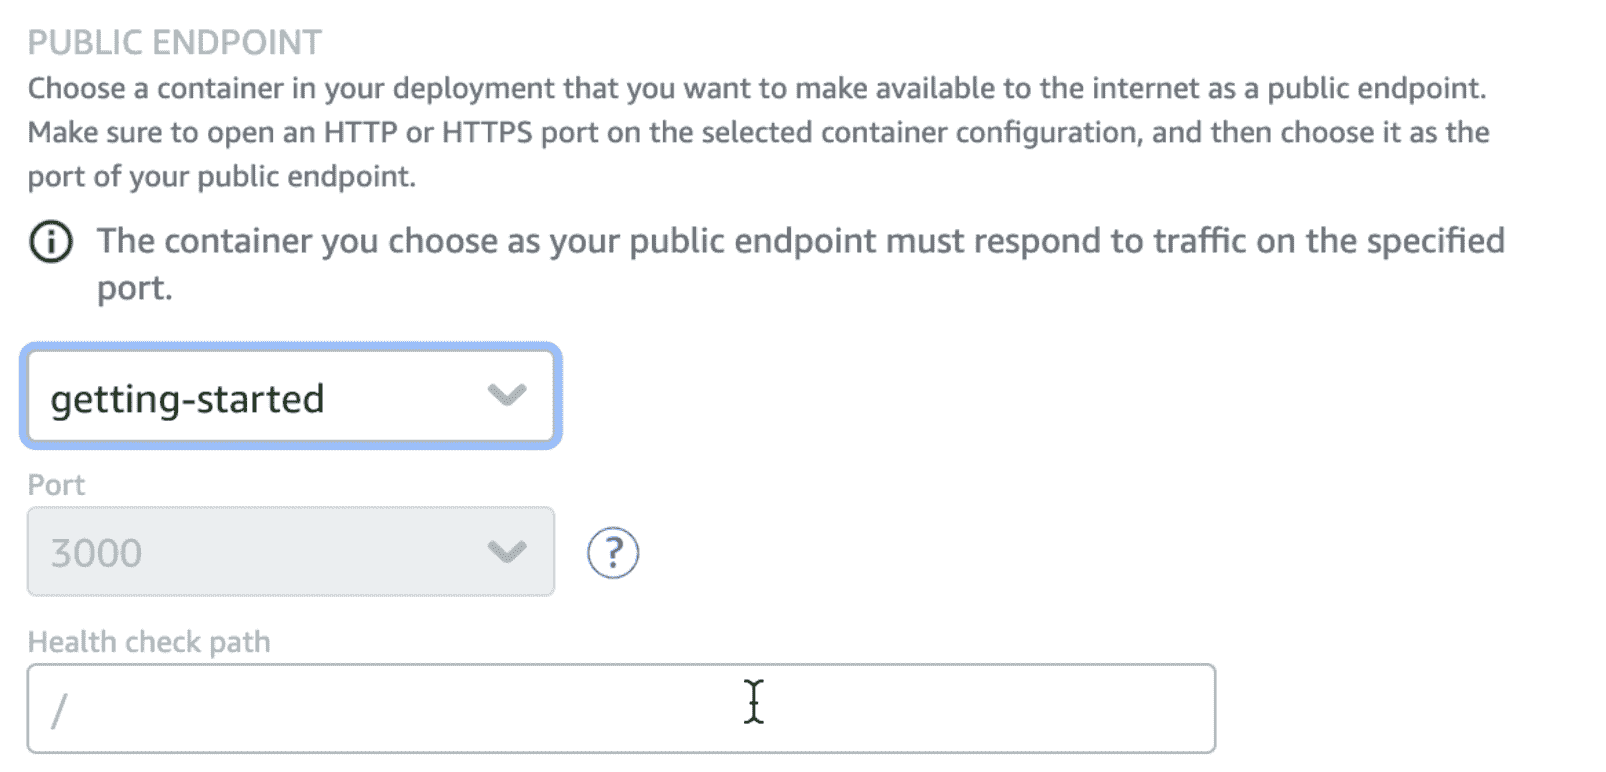 PUBLIC ENDPOINT
Choose a container in your deployment that you want to make available to the internet as a public endpoint.
Make sure to open an HTTP or HTTPS port on the selected container configuration, and then choose it as the
port of your public endpoint.
The container you choose as your public endpoint must respond to traffic on the specified
port.
getting-started
Port
3000
?
Health check path
/